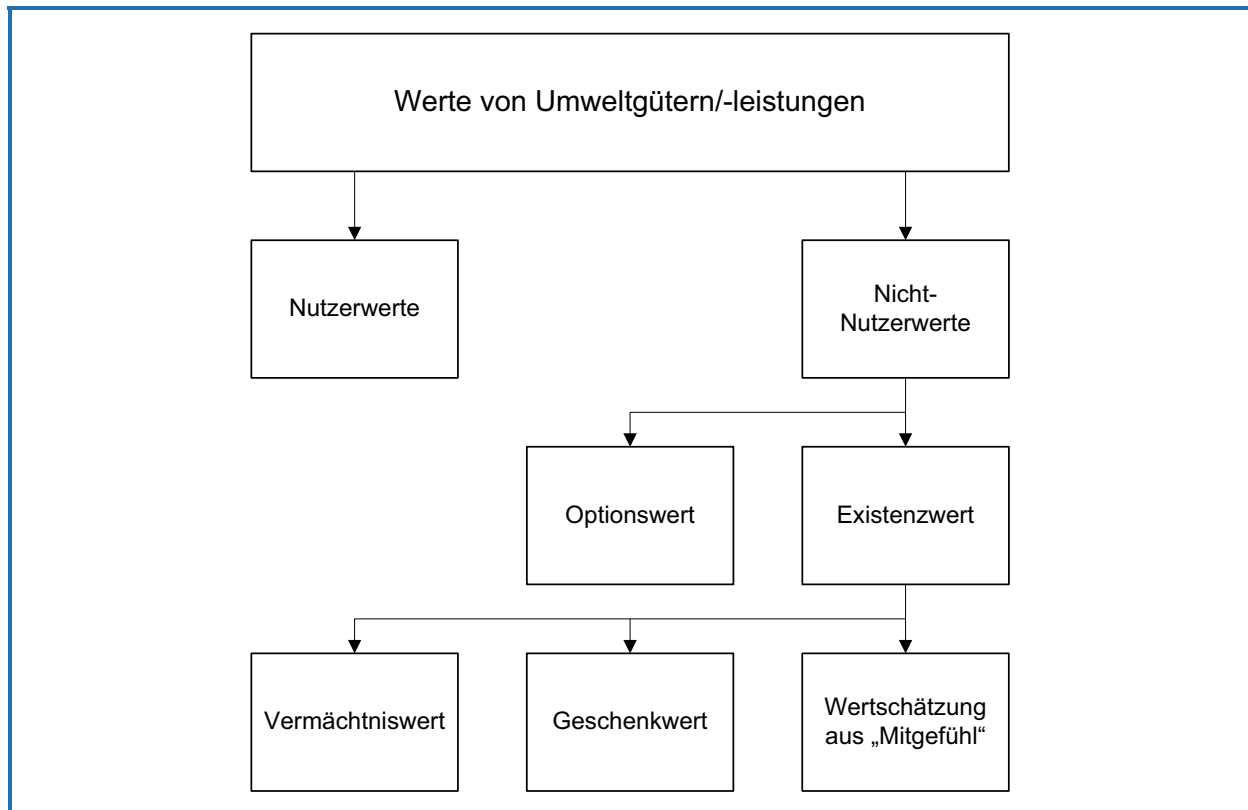 Werte von Umweltgütern/-leistungen
Nutzerwerte
Nicht-
Nutzerwerte
Optionswert
Existenzwert
Vermächtniswert
Geschenkwert
Wertschätzung
aus „Mitgefühl“